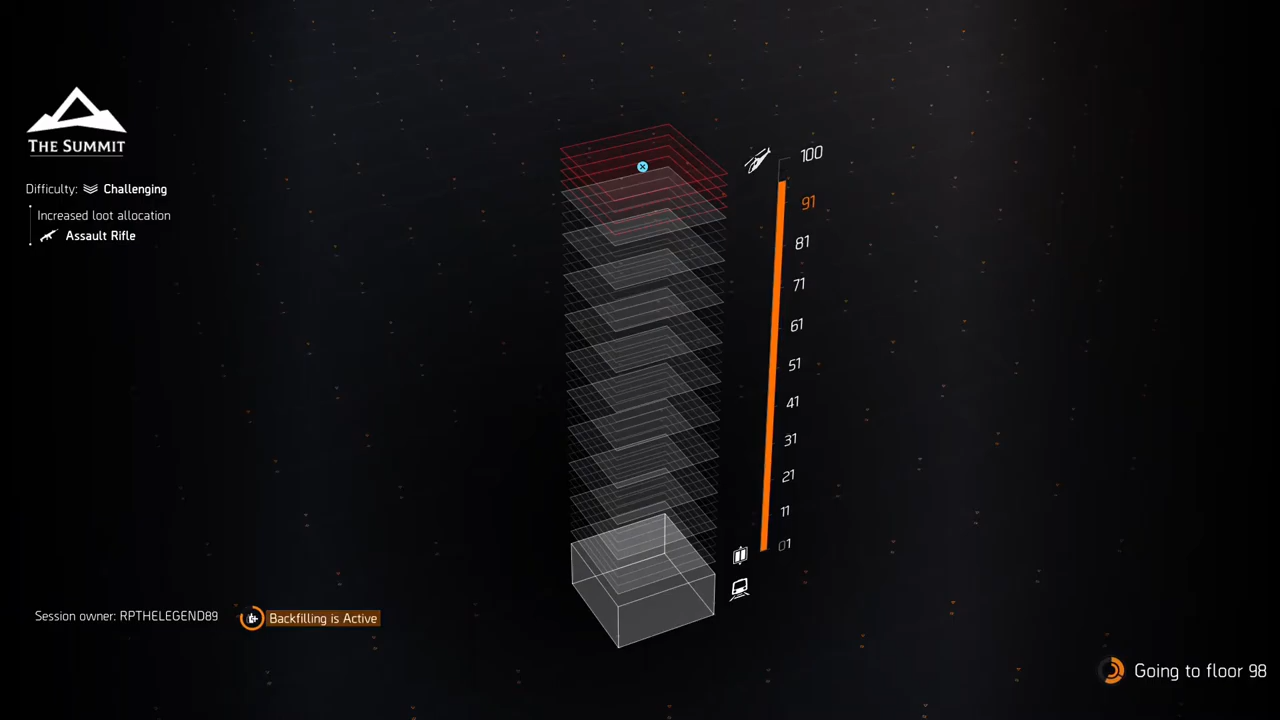 THE SUMMIT
Difficulty: Challenging
Increased loot allocation
Assault Rifle
100
91
81
71
61
51
41
31
21
11
01
Session owner: RPTHELEGEND89
Backfilling is Active
Going to floor 98